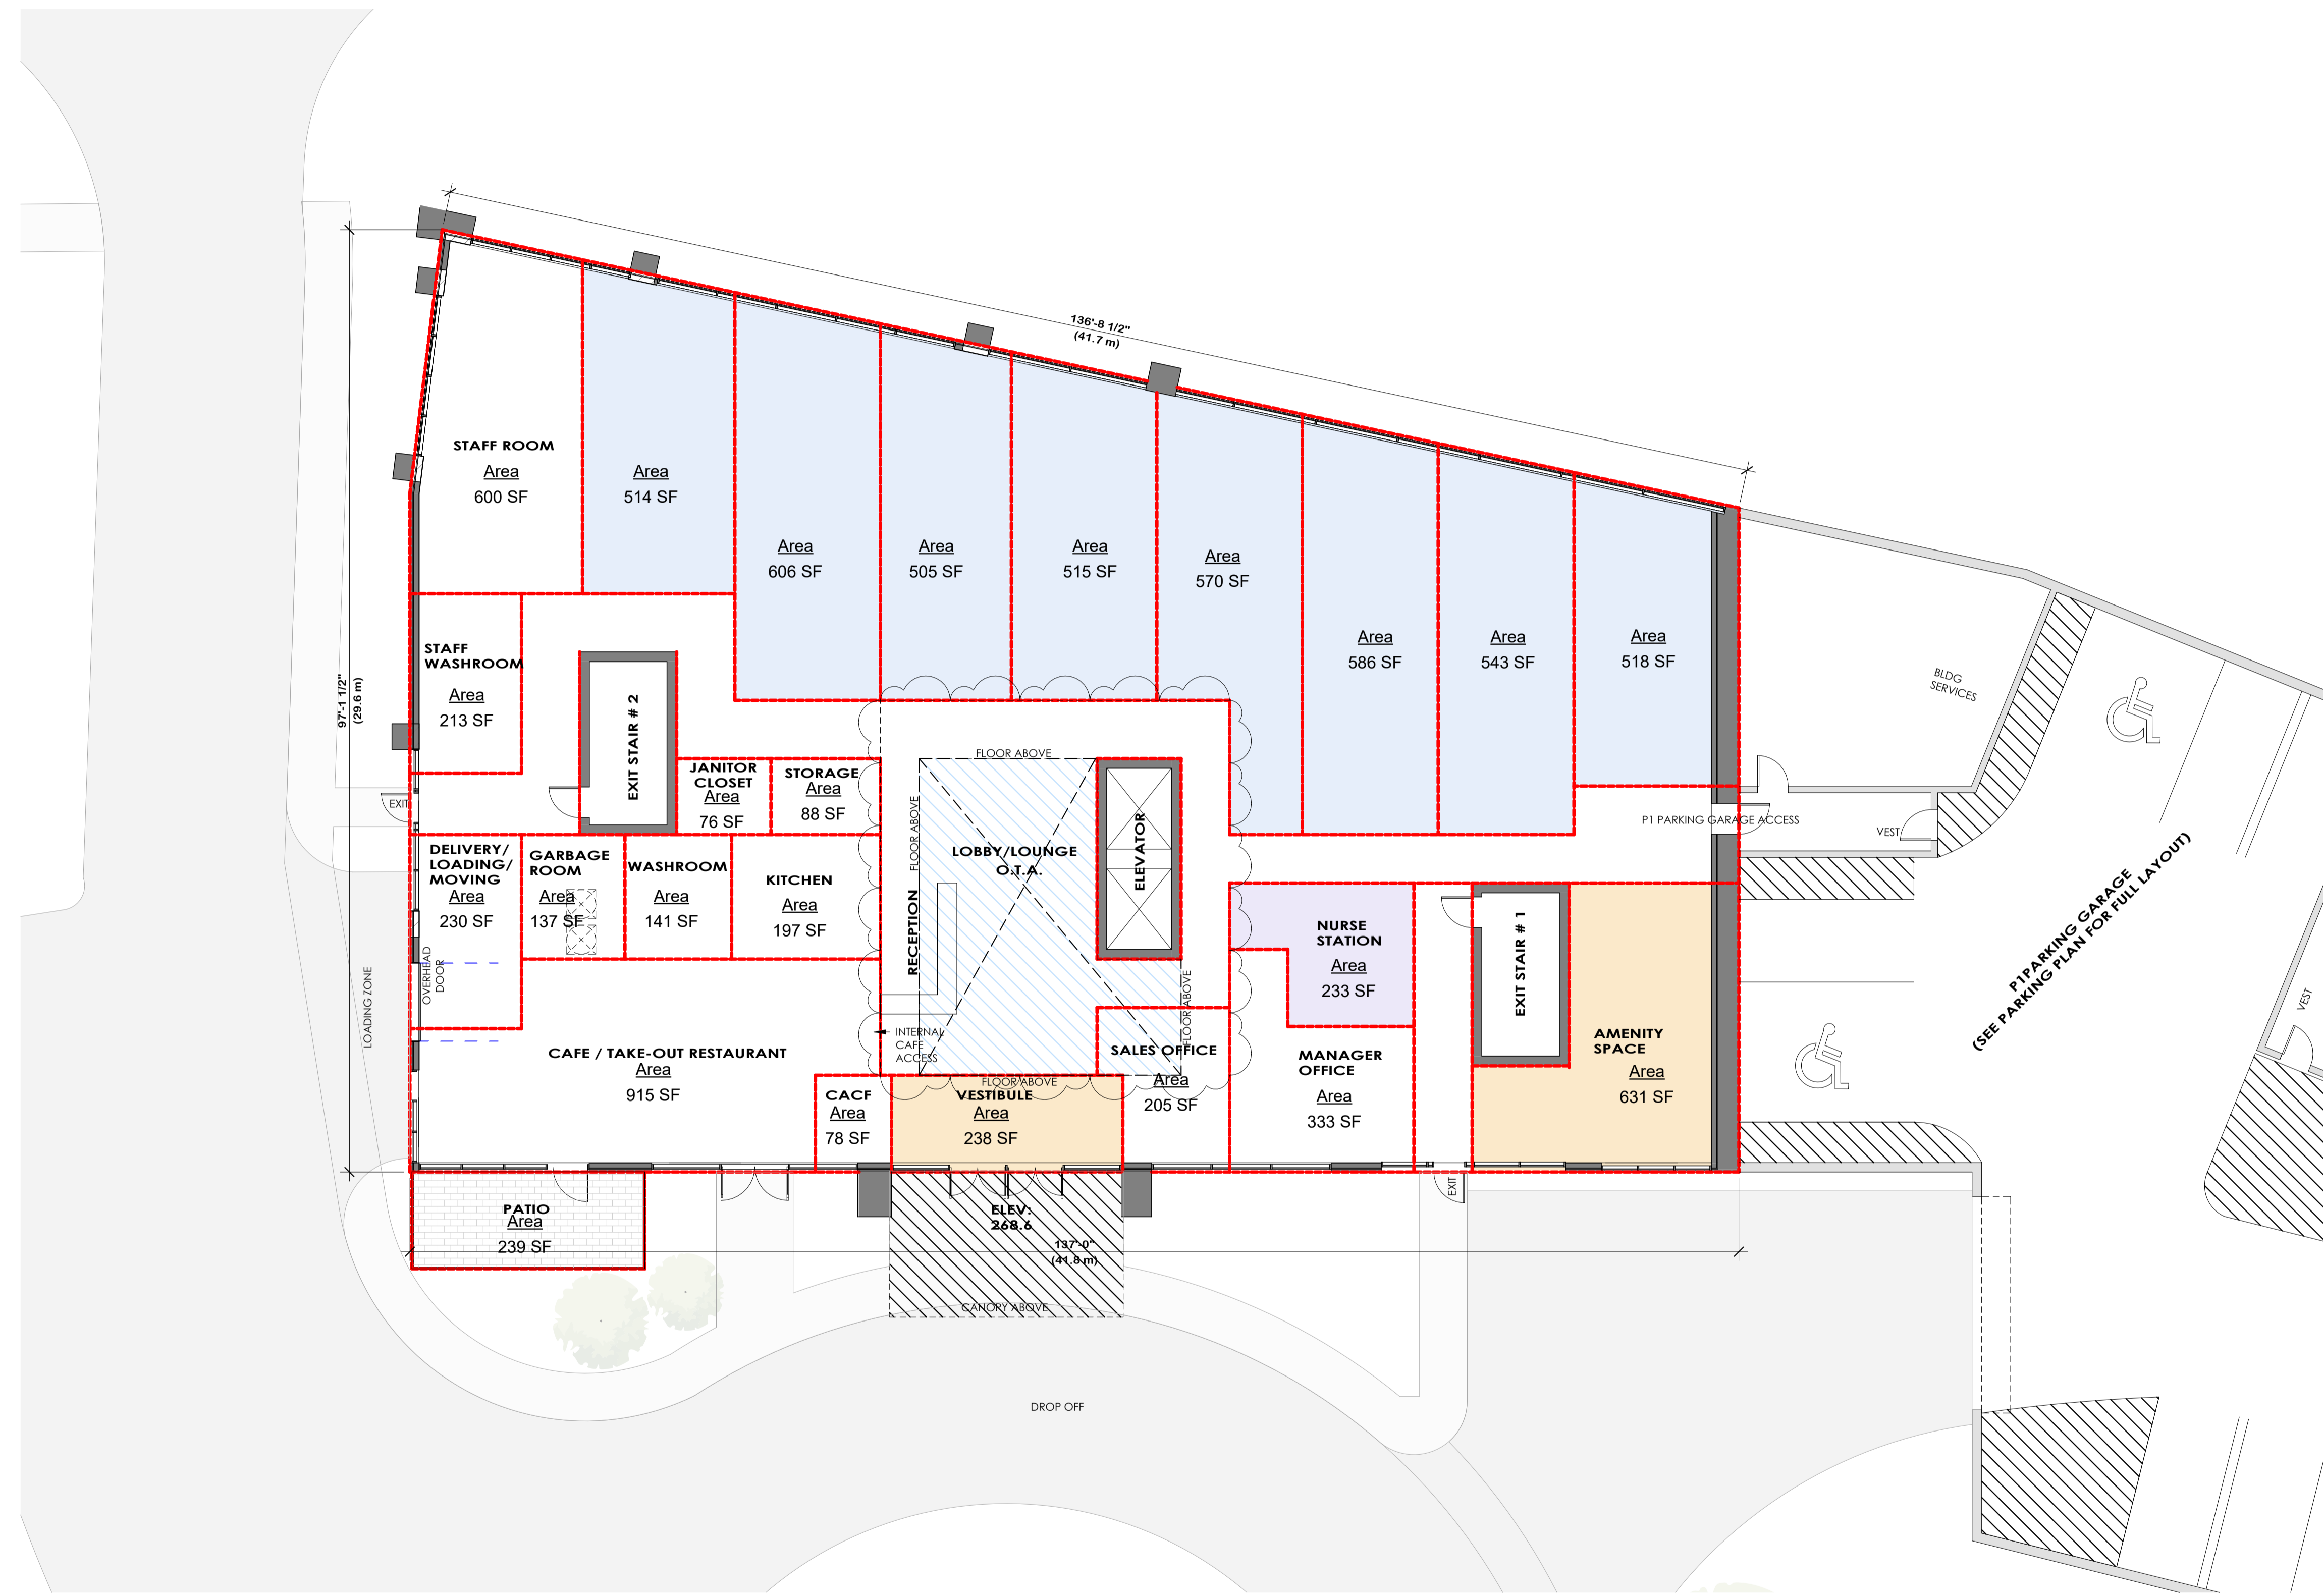 136'-8 1/2"
(41.7 m)
97'-1 1/2"
(29.6 m)
STAFF ROOM
Area
600 SF
Area
514 SF
Area
606 SF
Area
505 SF
Area
515 SF
Area
570 SF
Area
586 SF
Area
543 SF
Area
518 SF
STAFF
WASHROOM
Area
213 SF
EXIT STAIR # 2
JANITOR
CLOSET
Area
76 SF
STORAGE
Area
88 SF
FLOOR ABOVE
FLOOR ABOVE
LOBBY/LOUNGE
O.T.A.
ELEVATOR
EXIT
P1 PARKING GARAGE ACCESS
VEST
BLDG
SERVICES
DELIVERY/
LOADING/
MOVING
Area
230 SF
GARBAGE
ROOM
Area
137 SF
WASHROOM
Area
141 SF
KITCHEN
Area
197 SF
RECEPTION
NURSE
STATION
Area
233 SF
EXIT STAIR # 1
AMENITY
SPACE
Area
631 SF
P1PARKING GARAGE
(SEE PARKING PLAN FOR FULL LAYOUT)
VEST
OVERHEAD
DOOR
LOADING ZONE
FLOOR ABOVE
INTERNAL
CAFE
ACCESS
CAFE / TAKE-OUT RESTAURANT
Area
915 SF
SALES OFFICE
Area
205 SF
MANAGER
OFFICE
Area
333 SF
CACF
Area
78 SF
FLOOR ABOVE
VESTIBULE
Area
238 SF
EXIT
PATIO
Area
239 SF
ELEV:
268.6
137'-0"
(41.8 m)
CANOPY ABOVE
DROP OFF